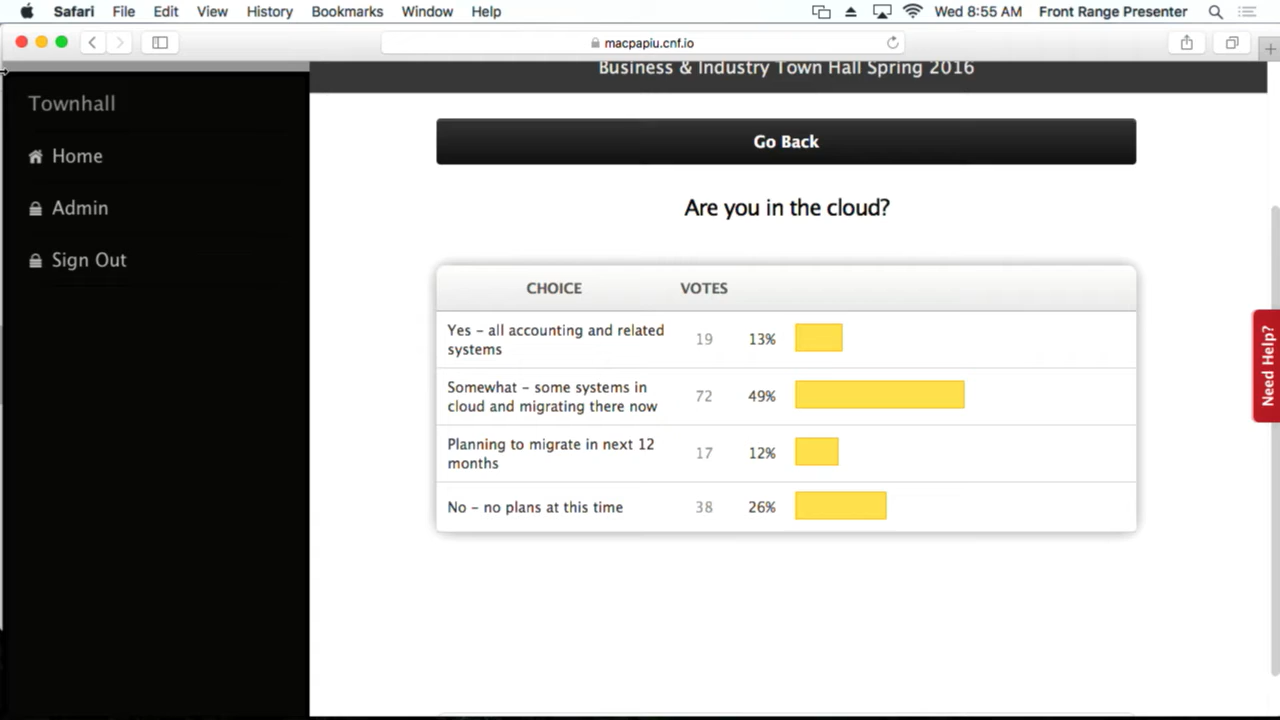 Safari File Edit View History Bookmarks Window Help Wed 8:55 AM Front Range Presenter
macpapiu.cnf.io
Business & Industry Town Hall Spring 2016
Townhall
Home
Admin
Sign Out
Go Back
Are you in the cloud?
CHOICE VOTES
Yes – all accounting and related
systems
19 13%
Somewhat – some systems in
cloud and migrating there now
72 49%
Planning to migrate in next 12
months
17 12%
No – no plans at this time 38 26%
Need Help?